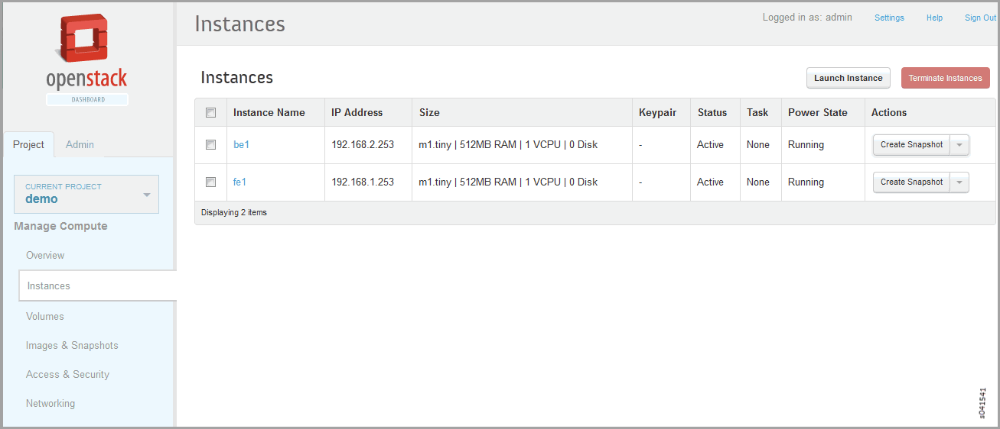 openstack
DASHBOARD
Project Admin
CURRENT PROJECT
demo
Manage Compute
Overview
Instances
Volumes
Images & Snapshots
Access & Security
Networking
Instances
Logged in as: admin Settings Help Sign Out
Instances
Launch Instance Terminate Instances
Instance Name IP Address Size Keypair Status Task Power State Actions
be1 192.168.2.253 m1.tiny | 512MB RAM | 1 VCPU | 0 Disk - Active None Running Create Snapshot
fe1 192.168.1.253 m1.tiny | 512MB RAM | 1 VCPU | 0 Disk - Active None Running Create Snapshot
Displaying 2 items
s041541